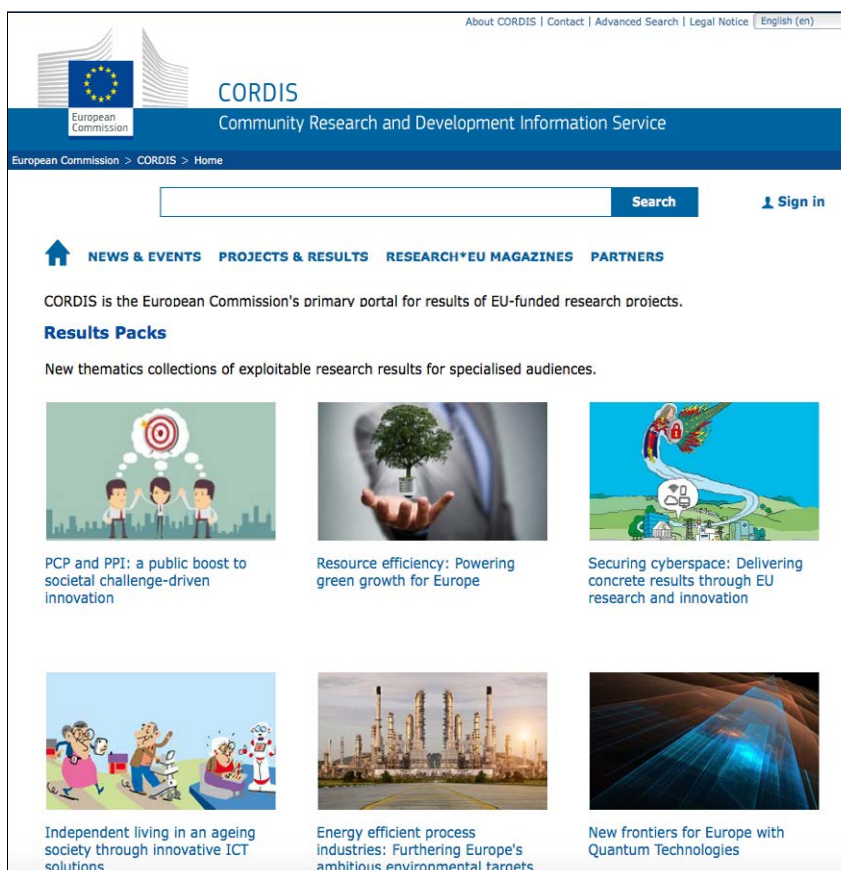 About CORDIS | Contact | Advanced Search | Legal Notice English (en)
European
Commission
CORDIS
Community Research and Development Information Service
European Commission > CORDIS > Home
Search
Sign in
NEWS & EVENTS PROJECTS & RESULTS RESEARCH*EU MAGAZINES PARTNERS
CORDIS is the European Commission's primary portal for results of EU-funded research projects.
Results Packs
New thematics collections of exploitable research results for specialised audiences.
PCP and PPI: a public boost to
societal challenge-driven
innovation
Resource efficiency: Powering
green growth for Europe
Securing cyberspace: Delivering
concrete results through EU
research and innovation
Independent living in an ageing
society through innovative ICT
solutions
Energy efficient process
industries: Furthering Europe's
ambitious environmental targets
New frontiers for Europe with
Quantum Technologies